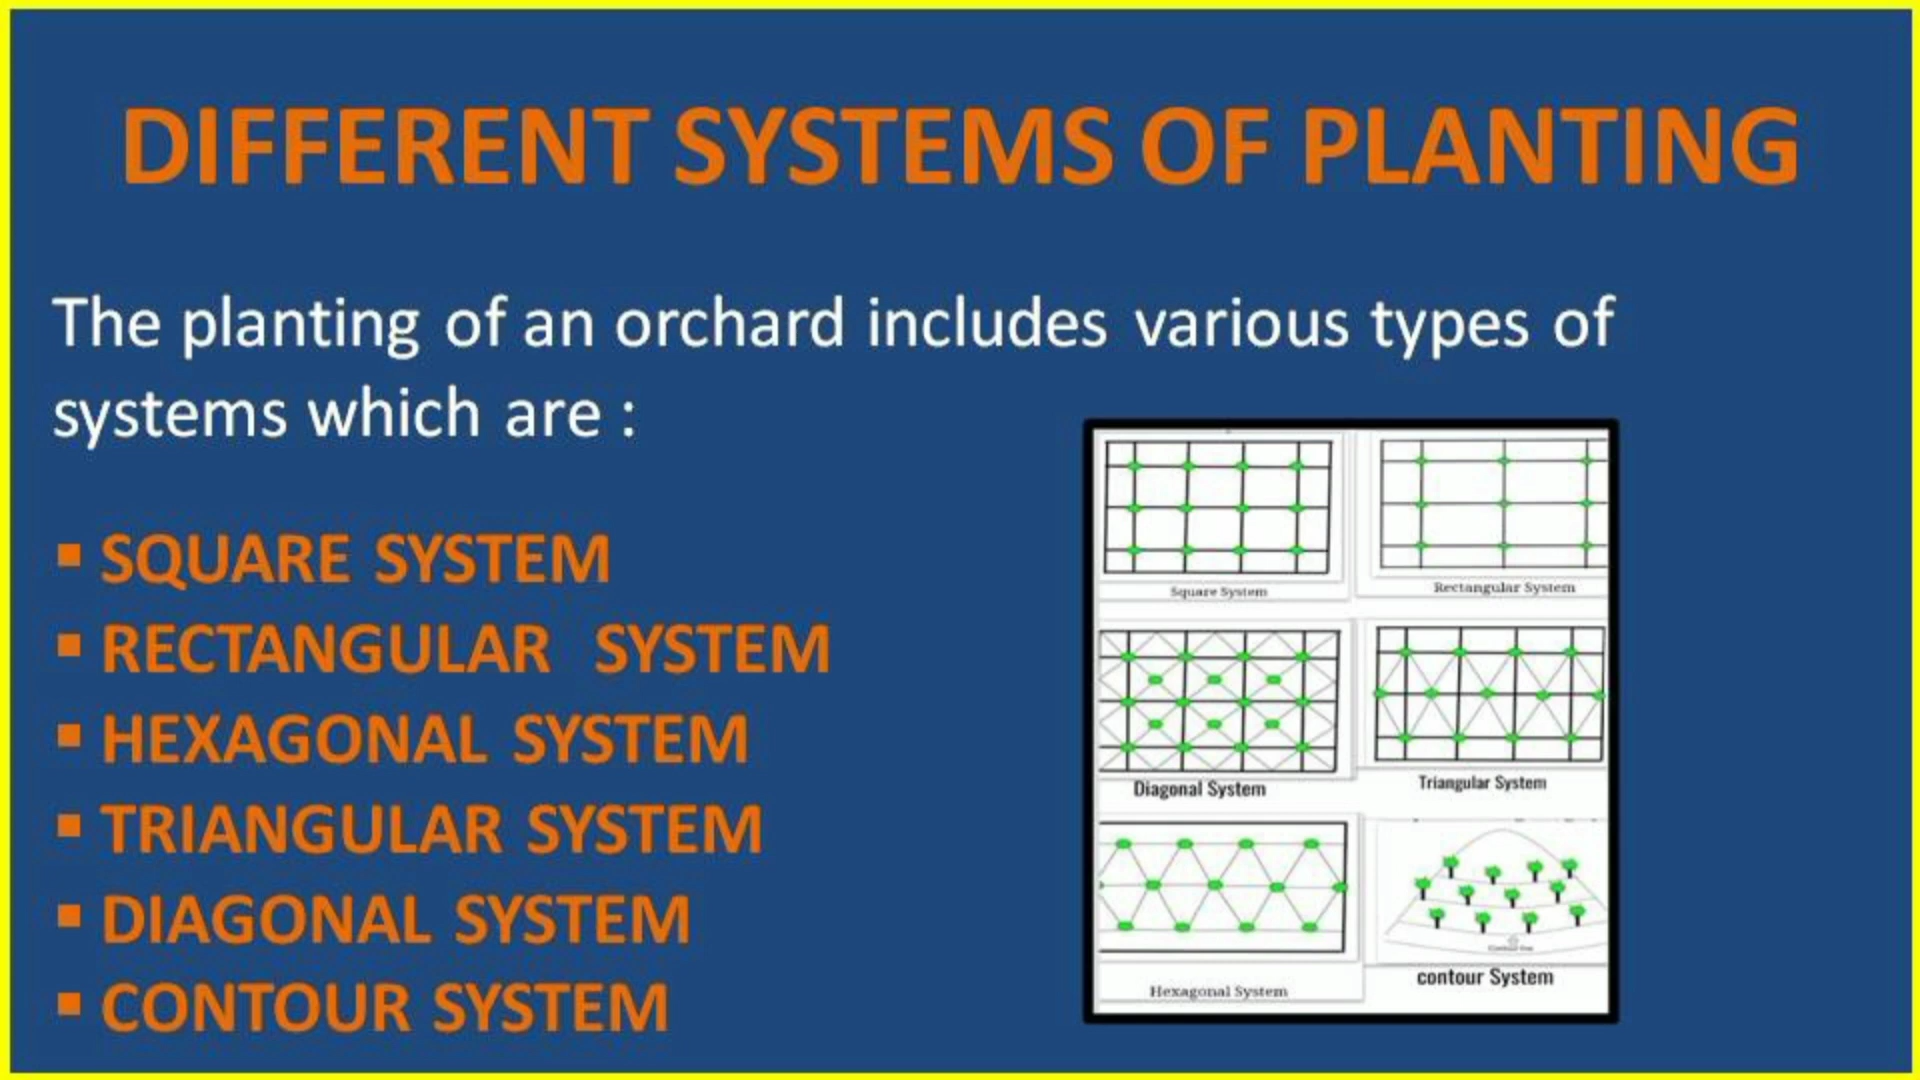 DIFFERENT SYSTEMS OF PLANTING
The planting of an orchard includes various types of
systems which are :
▪ SQUARE SYSTEM
▪ RECTANGULAR SYSTEM
▪ HEXAGONAL SYSTEM
▪ TRIANGULAR SYSTEM
▪ DIAGONAL SYSTEM
▪ CONTOUR SYSTEM
Square System
Rectangular System
Diagonal System
Triangular System
Hexagonal System
contour System